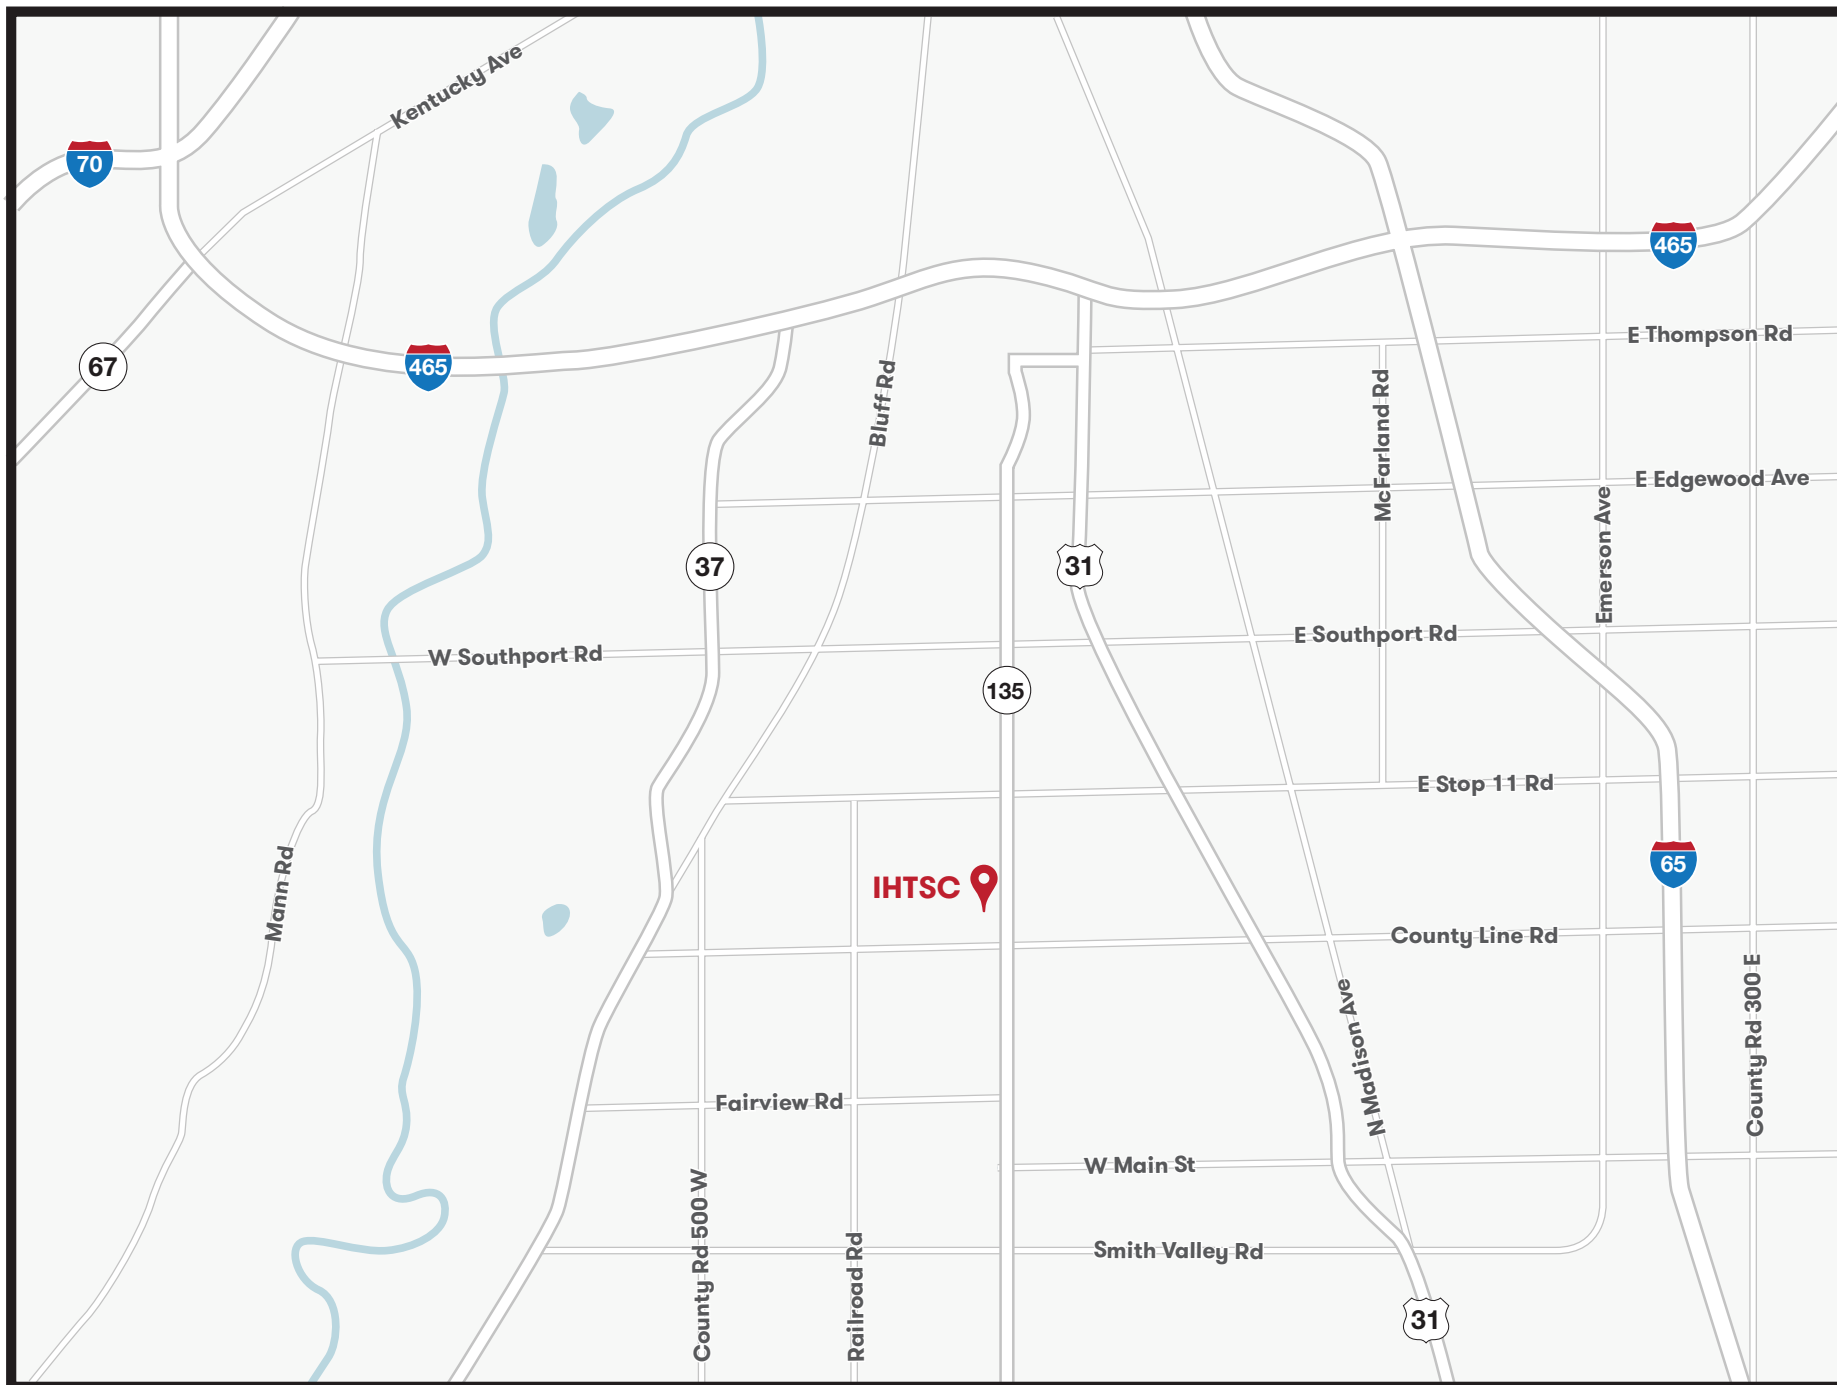 Kentucky Ave
70
465
E Thompson Rd
67
465
Bluff Rd
McFarland Rd
E Edgewood Ave
Emerson Ave
37
31
E Southport Rd
W Southport Rd
135
E Stop 11 Rd
65
IHTSC
Mann Rd
County Line Rd
N Madison Ave
County Rd 300 E
Fairview Rd
W Main St
County Rd 500 W
Railroad Rd
Smith Valley Rd
31